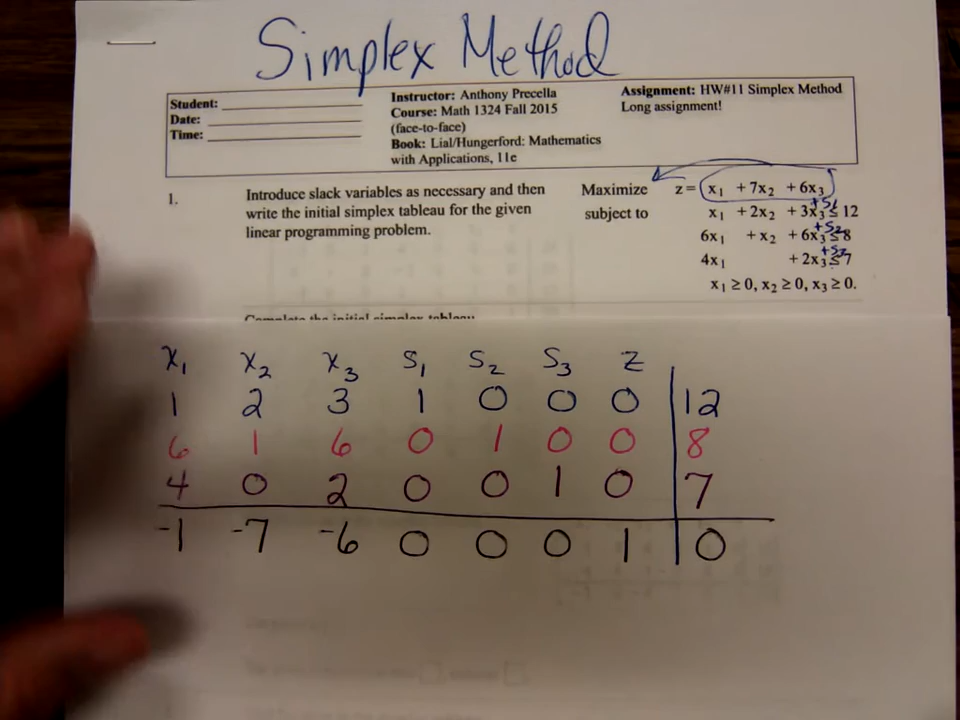 Simplex Method
Student:
Date:
Time:
Instructor: Anthony Precella
Course: Math 1324 Fall 2015
(face-to-face)
Book: Lial/Hungerford: Mathematics
with Applications, 11e
Assignment: HW#11 Simplex Method
Long assignment!
1.
Introduce slack variables as necessary and then
write the initial simplex tableau for the given
linear programming problem.
Maximize z = x₁ + 7x₂ + 6x₃
subject to x₁ + 2x₂ + 3x₃ +S₁ ≤ 12
6x₁ + x₂ + 6x₃ +S₂ ≤ 8
4x₁ + 2x₃ ≤ 7
x₁ ≥ 0, x₂ ≥ 0, x₃ ≥ 0.
Complete the initial simplex tableau
x₁ x₂ x₃ S₁ S₂ S₃ Z
1 2 3 1 0 0 0 12
6 1 6 0 1 0 0 8
4 0 2 0 0 1 0 7
-1 -7 -6 0 0 0 1 0